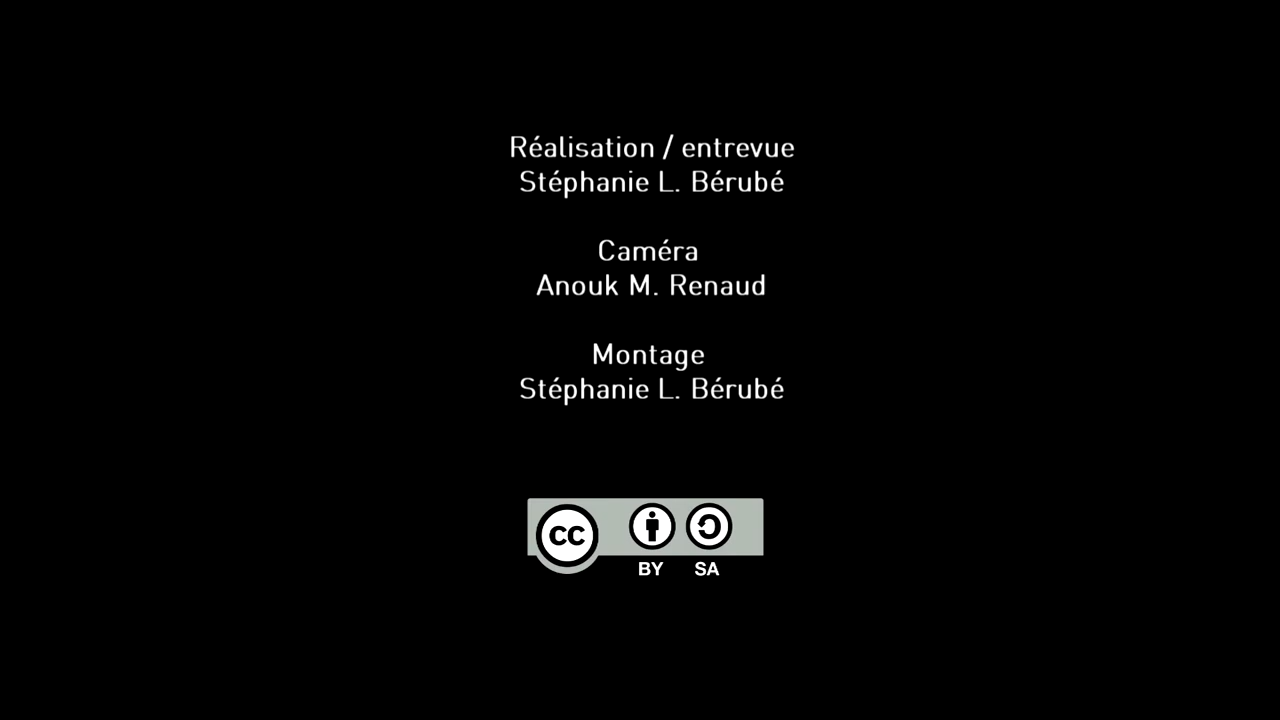 Réalisation / entrevue
Stéphanie L. Bérubé
Caméra
Anouk M. Renaud
Montage
Stéphanie L. Bérubé
cc
BY SA